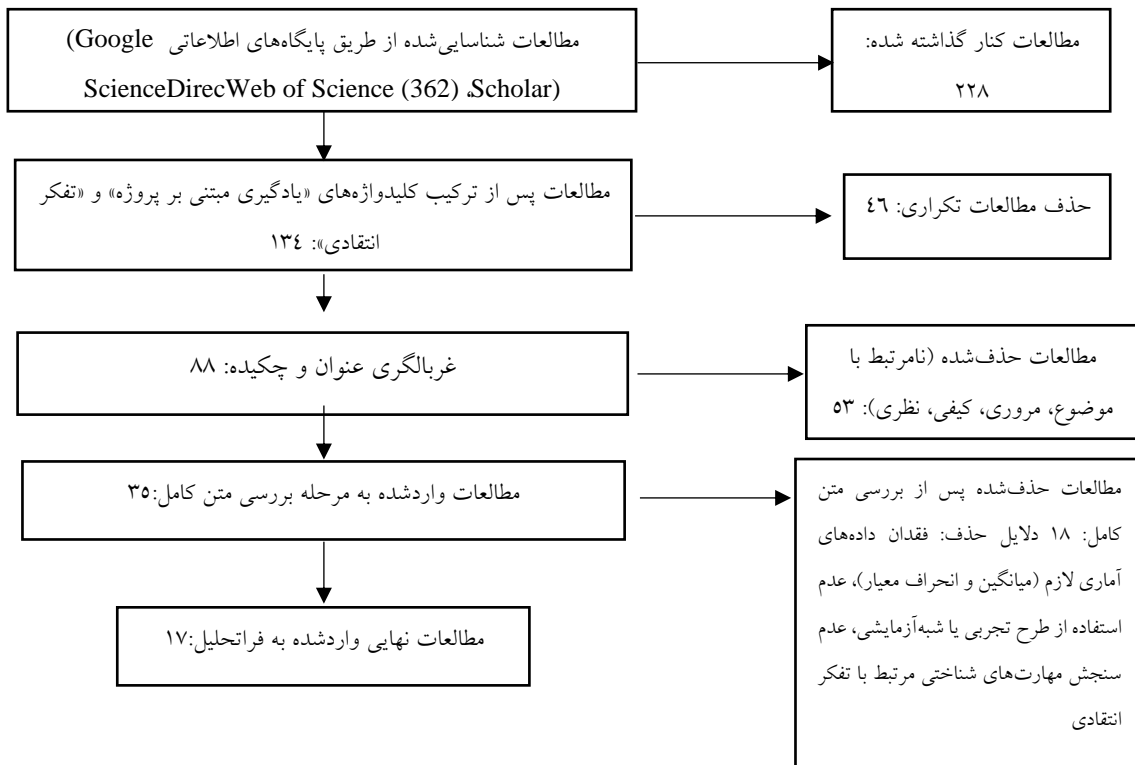 مطالعات شناسایی‌شده از طریق پایگاه‌های اطلاعاتی Google)
ScienceDirecWeb of Science (362) ،Scholar)
مطالعات کنار گذاشته شده:
۲۲۸
مطالعات پس از ترکیب کلیدواژه‌های «یادگیری مبتنی بر پروژه» و «تفکر
انتقادی»: ۱۳٤
حذف مطالعات تکراری: ٤٦
غربالگری عنوان و چکیده: ۸۸
مطالعات حذف‌شده (نامرتبط با
موضوع، مروری، کیفی، نظری): ٥۳
مطالعات واردشده به مرحله بررسی متن کامل:۳٥
مطالعات حذف‌شده پس از بررسی متن
کامل: ۱۸ دلایل حذف: فقدان داده‌های
آماری لازم (میانگین و انحراف معیار)، عدم
استفاده از طرح تجربی یا شبه‌آزمایشی، عدم
سنجش مهارت‌های شناختی مرتبط با تفکر
انتقادی
مطالعات نهایی واردشده به فراتحلیل:۱۷